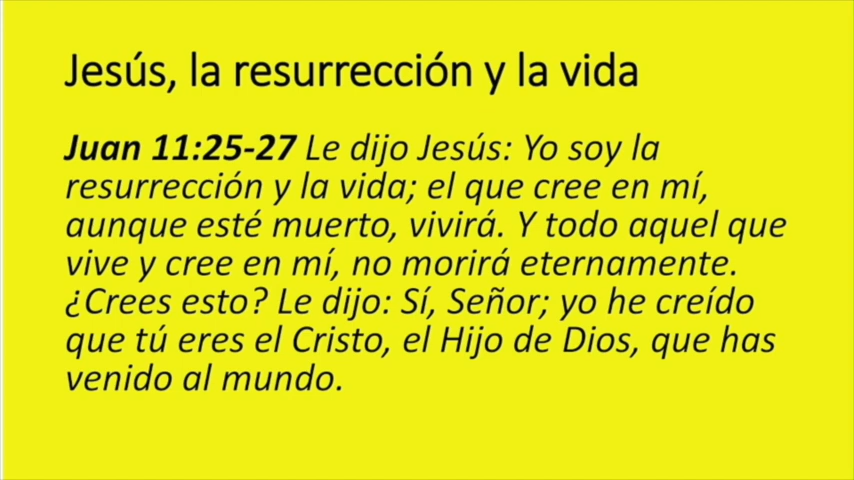 Jesús, la resurrección y la vida
Juan 11:25-27 Le dijo Jesús: Yo soy la
resurrección y la vida; el que cree en mí,
aunque esté muerto, vivirá. Y todo aquel que
vive y cree en mí, no morirá eternamente.
¿Crees esto? Le dijo: Sí, Señor; yo he creído
que tú eres el Cristo, el Hijo de Dios, que has
venido al mundo.